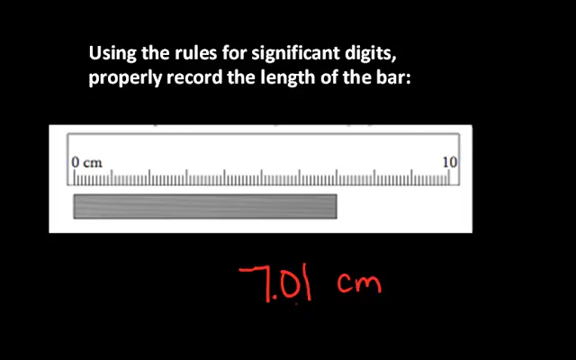 Using the rules for significant digits,
properly record the length of the bar:
0 cm 10
7.01 cm